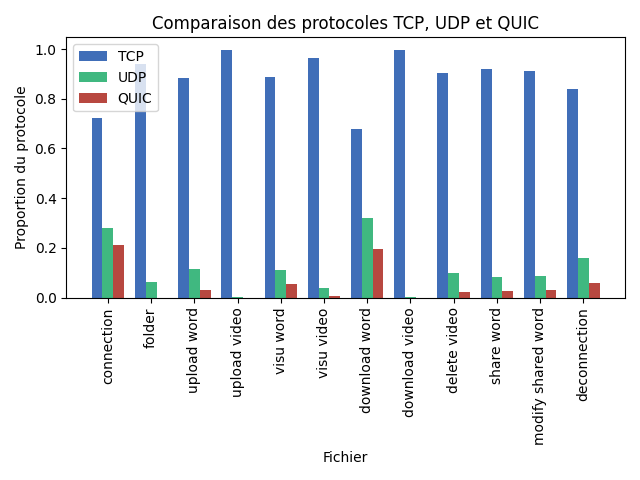 Comparaison des protocoles TCP, UDP et QUIC
TCP
UDP
QUIC
Proportion du protocole
1.0
0.8
0.6
0.4
0.2
0.0
connection
folder
upload word
upload video
visu word
visu video
download word
download video
delete video
share word
modify shared word
deconnection
Fichier